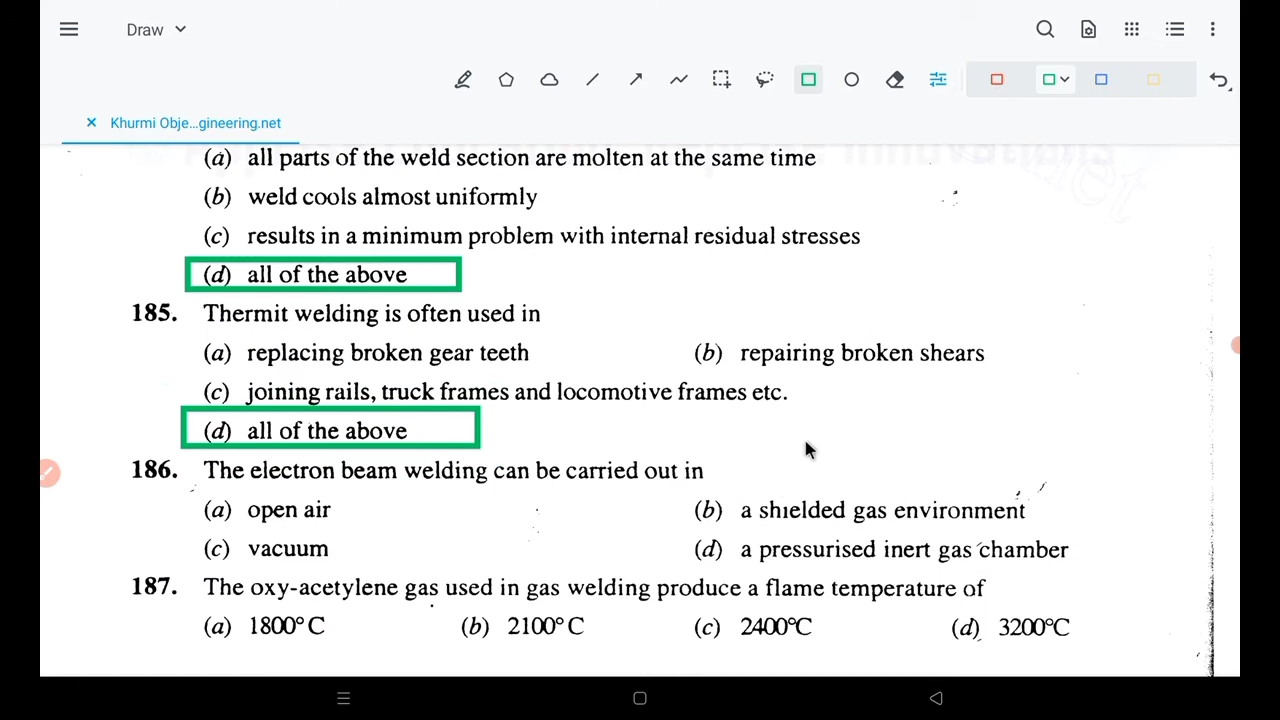 Draw
Khurmi Obje...gineering.net
(a) all parts of the weld section are molten at the same time
(b) weld cools almost uniformly
(c) results in a minimum problem with internal residual stresses
(d) all of the above
185. Thermit welding is often used in
(a) replacing broken gear teeth (b) repairing broken shears
(c) joining rails, truck frames and locomotive frames etc.
(d) all of the above
186. The electron beam welding can be carried out in
(a) open air (b) a shielded gas environment
(c) vacuum (d) a pressurised inert gas chamber
187. The oxy-acetylene gas used in gas welding produce a flame temperature of
(a) 1800°C (b) 2100°C (c) 2400°C (d) 3200°C